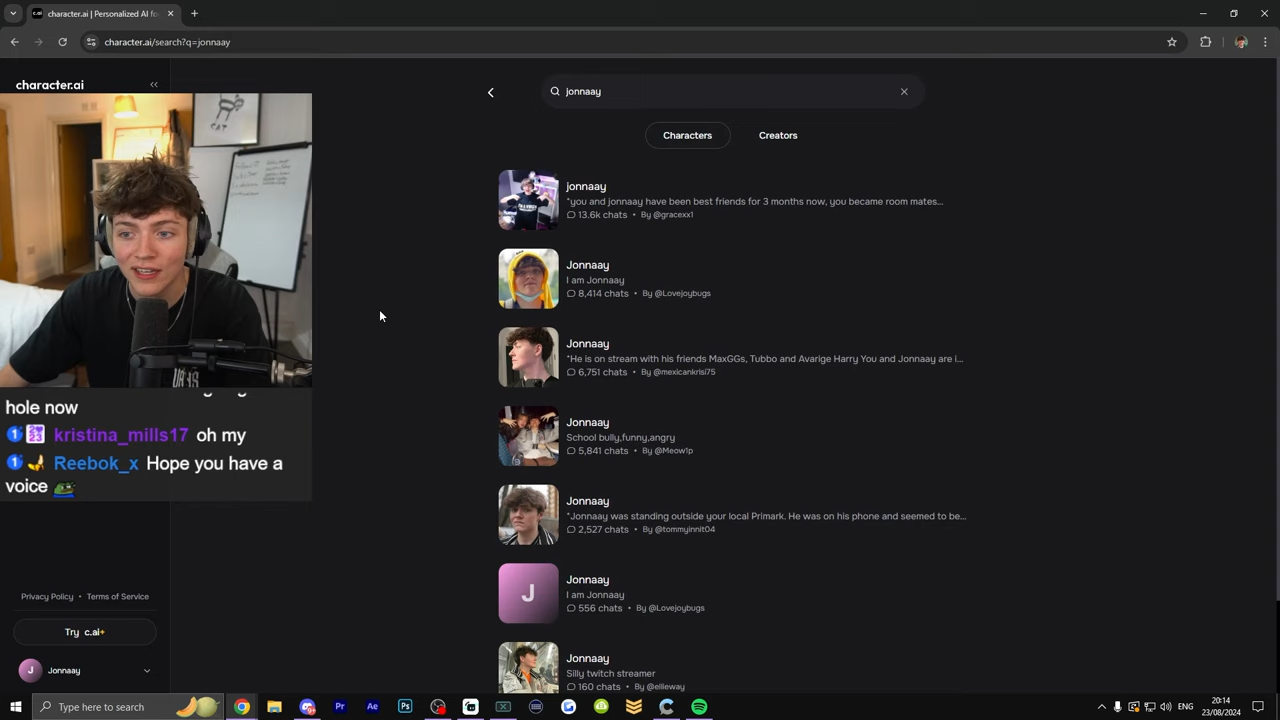 character.ai | Personalized AI fo
character.ai/search?q=jonnaay
character.ai
jonnaay
Characters
Creators
jonnaay
*you and jonnaay have been best friends for 3 months now, you became room mates...
13.6k chats • By @gracexx1
Jonnaay
I am Jonnaay
8,414 chats • By @Lovejoybugs
Jonnaay
*He is on stream with his friends MaxGGs, Tubbo and Avarige Harry You and Jonnaay are i...
6,751 chats • By @mexicankrisi75
Jonnaay
School bully,funny,angry
5,841 chats • By @Meow1p
Jonnaay
*Jonnaay was standing outside your local Primark. He was on his phone and seemed to be...
2,527 chats • By @tommyinnit04
J
Jonnaay
I am Jonnaay
556 chats • By @Lovejoybugs
Jonnaay
Silly twitch streamer
160 chats • By @eilleway
CAT
hole now
kristina_mills17 oh my
Reebok_x Hope you have a
voice
Privacy Policy • Terms of Service
Try c.ai+
J Jonnaay
Type here to search
Pr
Ae
Ps
ENG
20:14
23/08/2024